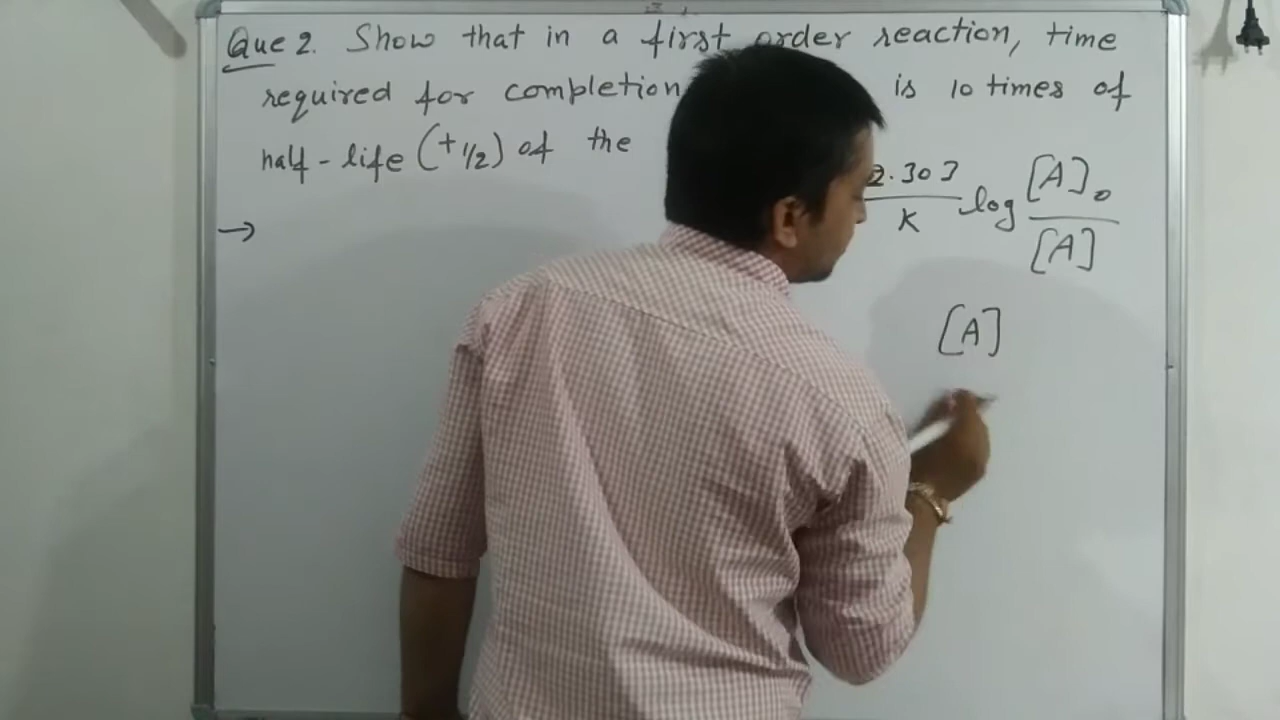 Que 2. Show that in a first order reaction, time
required for completion is 10 times of
half-life (t 1/2) of the
→
2.303 / K log [A]₀ / [A]
[A]